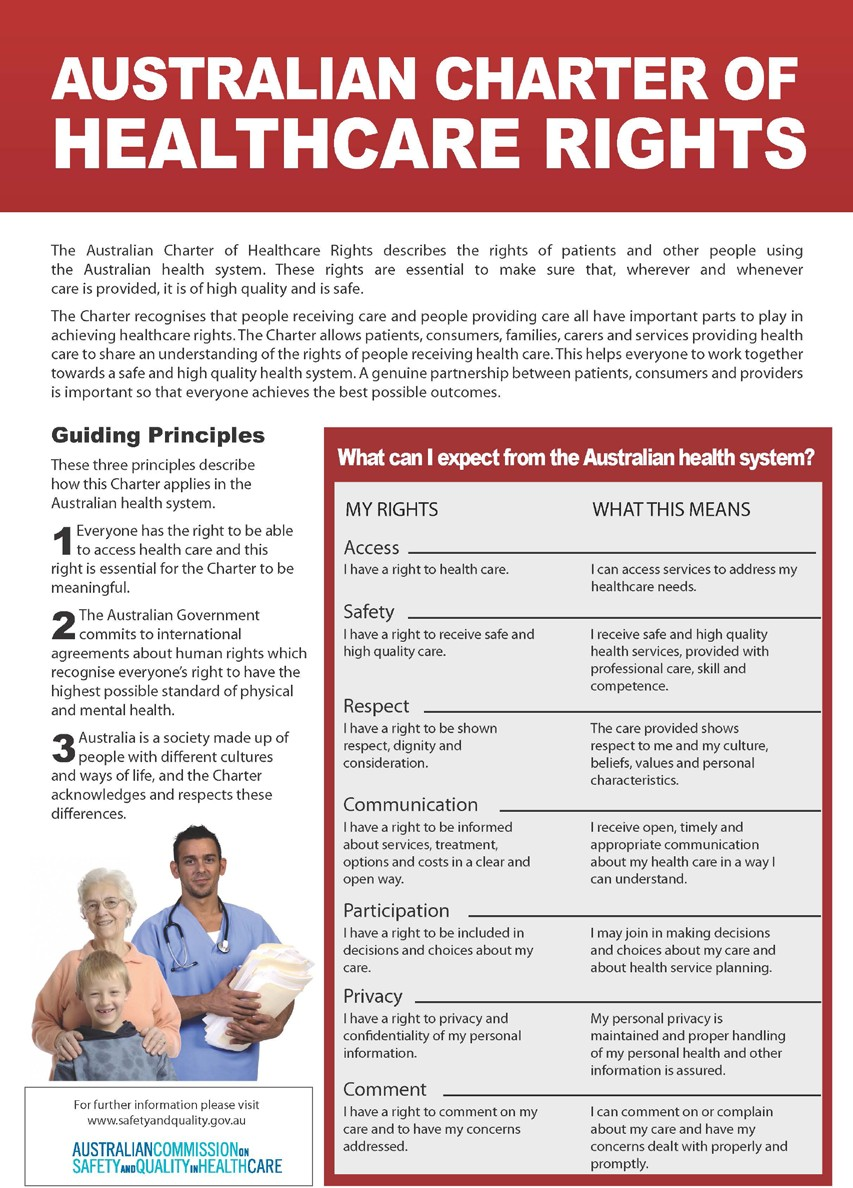 AUSTRALIAN CHARTER OF
HEALTHCARE RIGHTS
The Australian Charter of Healthcare Rights describes the rights of patients and other people using
the Australian health system. These rights are essential to make sure that, wherever and whenever
care is provided, it is of high quality and is safe.
The Charter recognises that people receiving care and people providing care all have important parts to play in
achieving healthcare rights. The Charter allows patients, consumers, families, carers and services providing health
care to share an understanding of the rights of people receiving health care. This helps everyone to work together
towards a safe and high quality health system. A genuine partnership between patients, consumers and providers
is important so that everyone achieves the best possible outcomes.
Guiding Principles
These three principles describe
how this Charter applies in the
Australian health system.
1 Everyone has the right to be able
to access health care and this
right is essential for the Charter to be
meaningful.
2 The Australian Government
commits to international
agreements about human rights which
recognise everyone's right to have the
highest possible standard of physical
and mental health.
3 Australia is a society made up of
people with different cultures
and ways of life, and the Charter
acknowledges and respects these
differences.
For further information please visit
www.safetyandquality.gov.au
AUSTRALIANCOMMISSIONON
SAFETYANDQUALITYINHEALTHCARE
What can I expect from the Australian health system?
MY RIGHTS
WHAT THIS MEANS
Access
I have a right to health care.
I can access services to address my
healthcare needs.
Safety
I have a right to receive safe and
high quality care.
I receive safe and high quality
health services, provided with
professional care, skill and
competence.
Respect
I have a right to be shown
respect, dignity and
consideration.
The care provided shows
respect to me and my culture,
beliefs, values and personal
characteristics.
Communication
I have a right to be informed
about services, treatment,
options and costs in a clear and
open way.
I receive open, timely and
appropriate communication
about my health care in a way I
can understand.
Participation
I have a right to be included in
decisions and choices about my
care.
I may join in making decisions
and choices about my care and
about health service planning.
Privacy
I have a right to privacy and
confidentiality of my personal
information.
My personal privacy is
maintained and proper handling
of my personal health and other
information is assured.
Comment
I have a right to comment on my
care and to have my concerns
addressed.
I can comment on or complain
about my care and have my
concerns dealt with properly and
promptly.